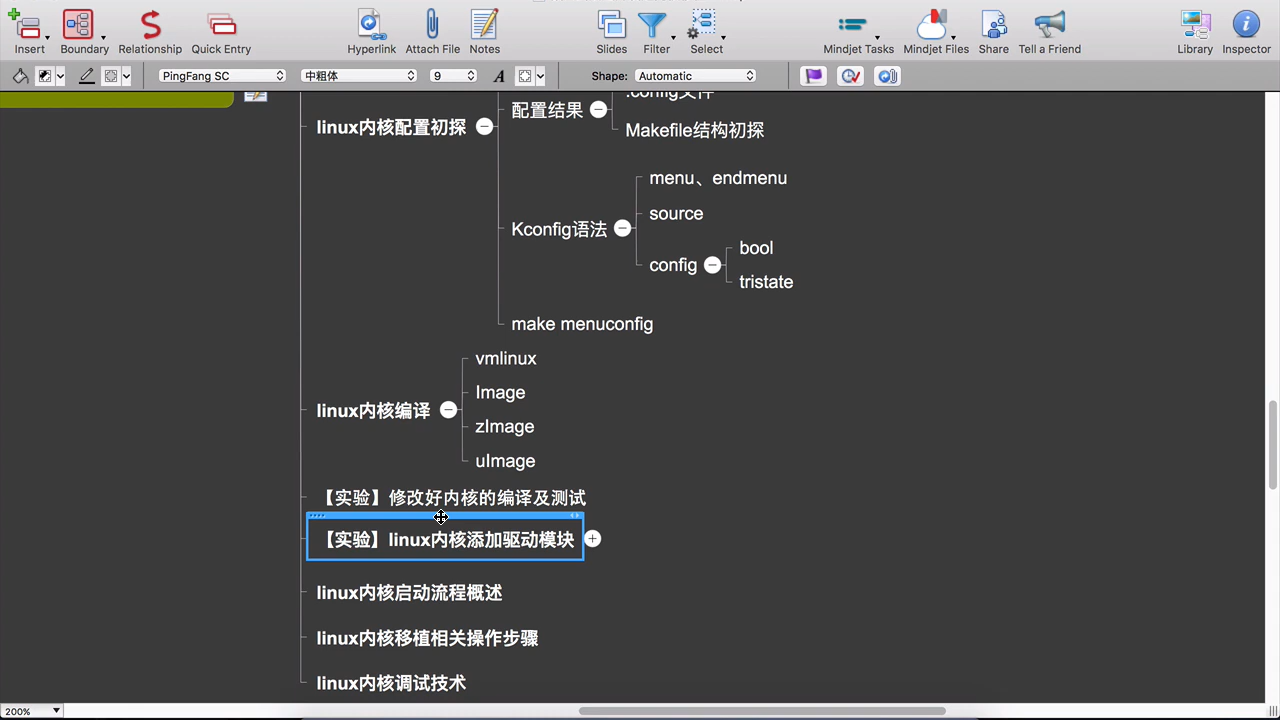 Insert
Boundary
Relationship
Quick Entry
Hyperlink
Attach File
Notes
Slides
Filter
Select
Mindjet Tasks
Mindjet Files
Share
Tell a Friend
Library
Inspector
PingFang SC
中粗体
9
A
Shape:
Automatic
.config文件
linux内核配置初探
配置结果
Makefile结构初探
menu、endmenu
source
Kconfig语法
bool
config
tristate
make menuconfig
vmlinux
Image
linux内核编译
zImage
uImage
【实验】修改好内核的编译及测试
【实验】linux内核添加驱动模块
linux内核启动流程概述
linux内核移植相关操作步骤
linux内核调试技术
200%